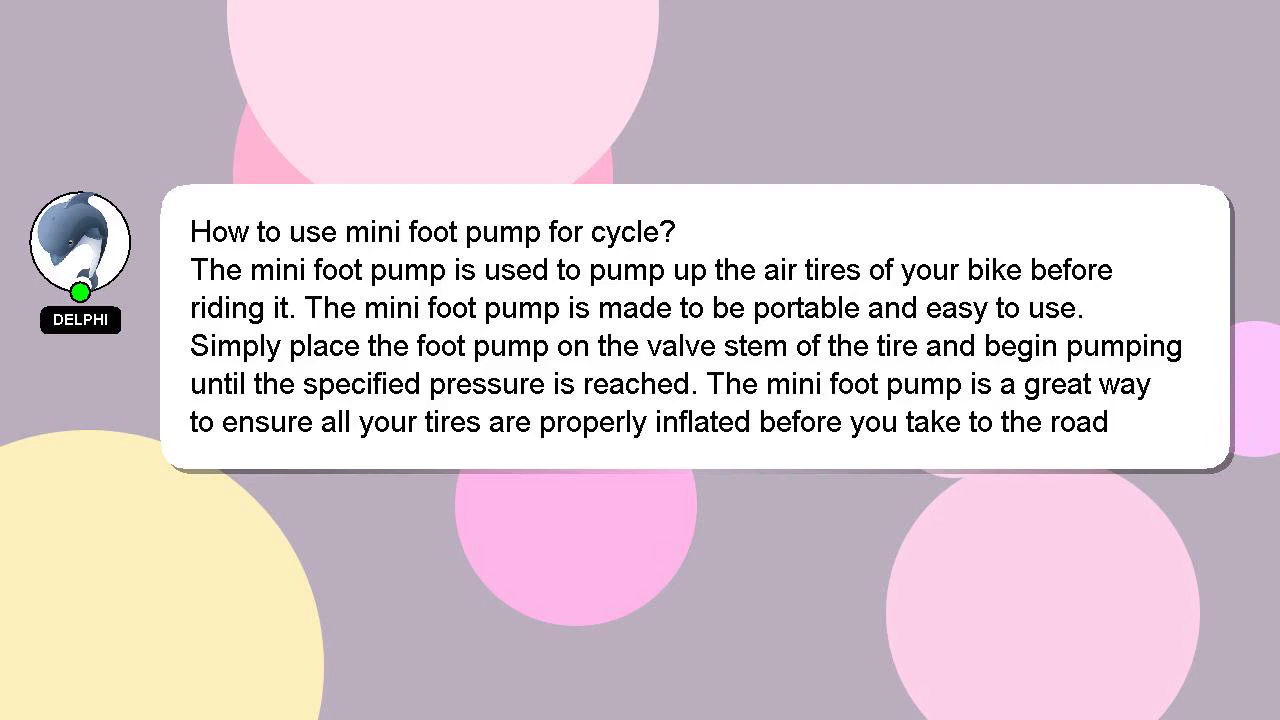 How to use mini foot pump for cycle?
The mini foot pump is used to pump up the air tires of your bike before
riding it. The mini foot pump is made to be portable and easy to use.
Simply place the foot pump on the valve stem of the tire and begin pumping
until the specified pressure is reached. The mini foot pump is a great way
to ensure all your tires are properly inflated before you take to the road
DELPHI